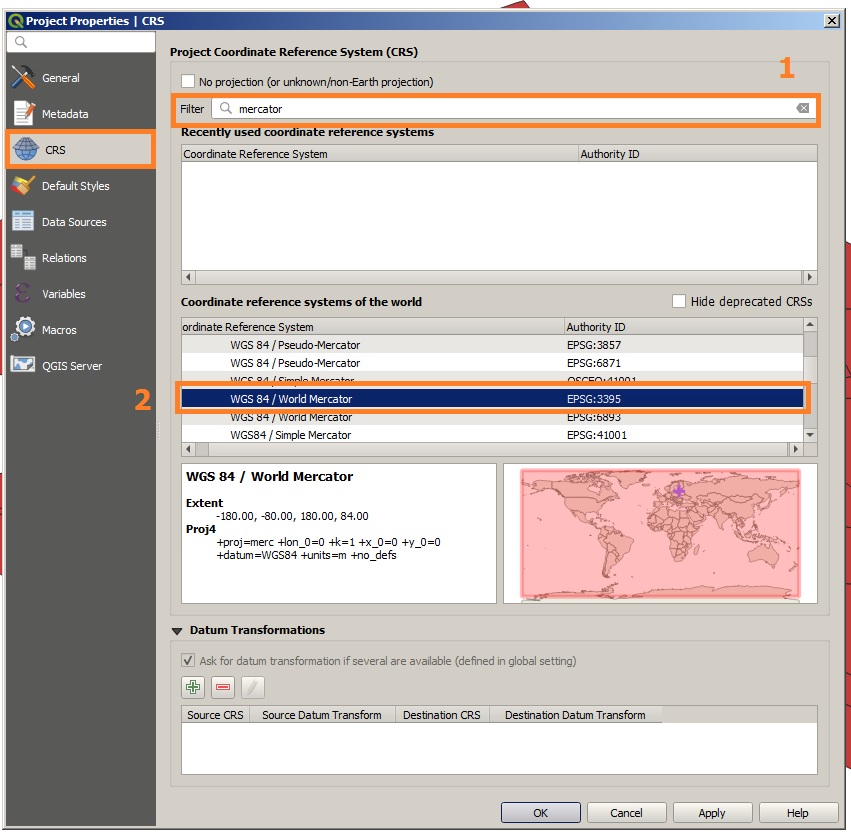 Project Properties | CRS
Project Coordinate Reference System (CRS)
1
No projection (or unknown/non-Earth projection)
General
Filter mercator
Metadata
Recently used coordinate reference systems
CRS
Coordinate Reference System Authority ID
Default Styles
Data Sources
Relations
Variables
Macros
QGIS Server
Coordinate reference systems of the world Hide deprecated CRSs
ordinate Reference System Authority ID
WGS 84 / Pseudo-Mercator EPSG:3857
WGS 84 / Pseudo-Mercator EPSG:6871
WGS 84 / Simple Mercator OSGEO:41001
2
WGS 84 / World Mercator EPSG:3395
WGS 84 / World Mercator EPSG:6893
WGS84 / Simple Mercator EPSG:41001
WGS 84 / World Mercator
Extent
-180.00, -80.00, 180.00, 84.00
Proj4
+proj=merc +lon_0=0 +k=1 +x_0=0 +y_0=0
+datum=WGS84 +units=m +no_defs
Datum Transformations
Ask for datum transformation if several are available (defined in global setting)
Source CRS Source Datum Transform Destination CRS Destination Datum Transform
OK Cancel Apply Help